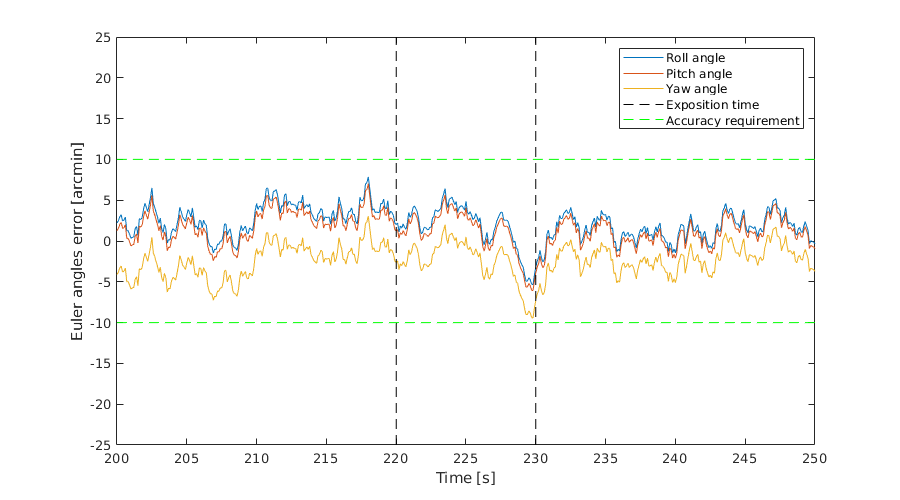 25
20
15
10
5
0
-5
-10
-15
-20
-25
Euler angles error [arcmin]
Roll angle
Pitch angle
Yaw angle
Exposition time
Accuracy requirement
200 205 210 215 220 225 230 235 240 245 250
Time [s]